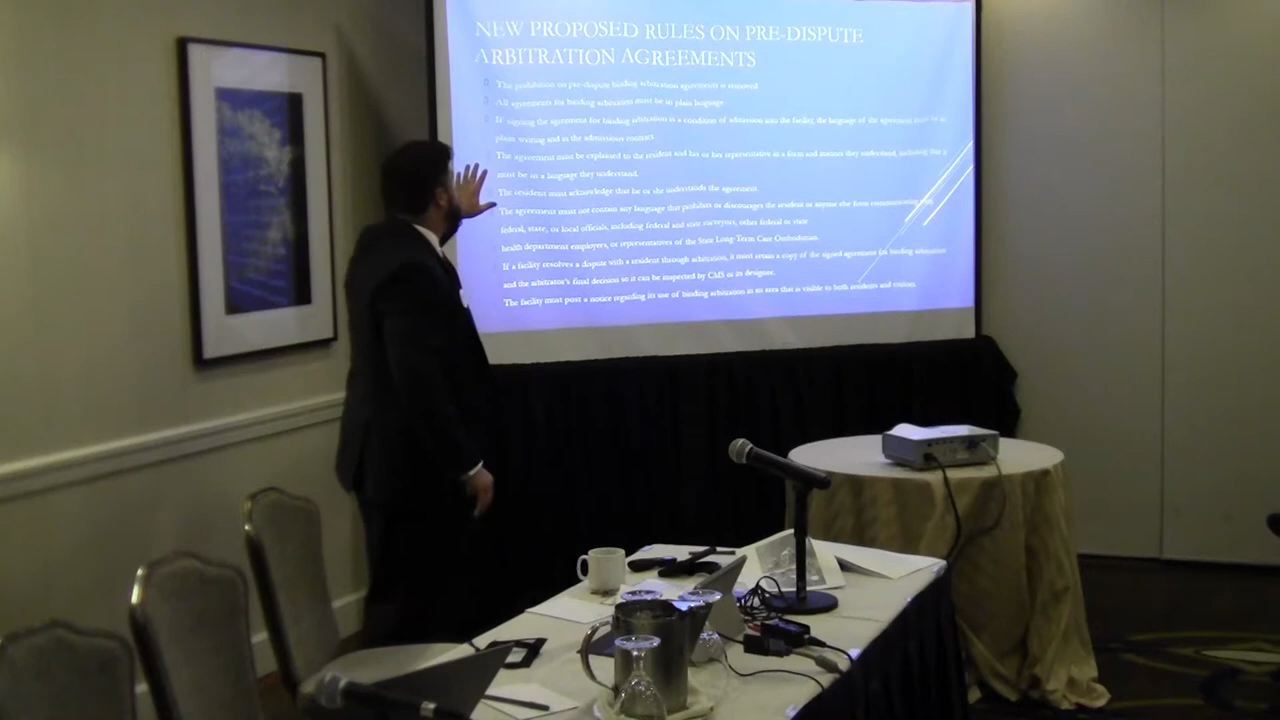 NEW PROPOSED RULES ON PRE-DISPUTE
ARBITRATION AGREEMENTS
The prohibition on pre-dispute binding arbitration agreements is removed.
All agreements for binding arbitration must be in plain language.
If signing the agreement for binding arbitration is a condition of admission into the facility, the language of the agreement must be in
plain writing and in the admissions contract.
The agreement must be explained to the resident and his or her representative in a form and manner they understand, including that it
must be in a language they understand.
The resident must acknowledge that he or she understands the agreement.
The agreement must not contain any language that prohibits or discourages the resident or anyone else from communicating with
federal, state, or local officials, including federal and state surveyors, other federal or state
health department employees, or representatives of the State Long-Term Care Ombudsman.
If a facility resolves a dispute with a resident through arbitration, it must retain a copy of the signed agreement for binding arbitration
and the arbitrator's final decision so it can be inspected by CMS or its designee.
The facility must post a notice regarding its use of binding arbitration in an area that is visible to both residents and visitors.